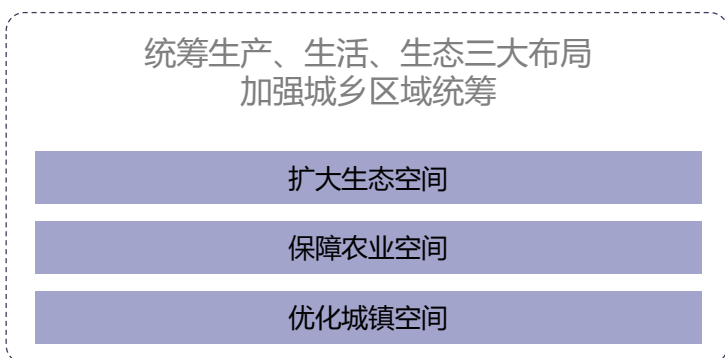 统筹生产、生活、生态三大布局
加强城乡区域统筹
扩大生态空间
保障农业空间
优化城镇空间